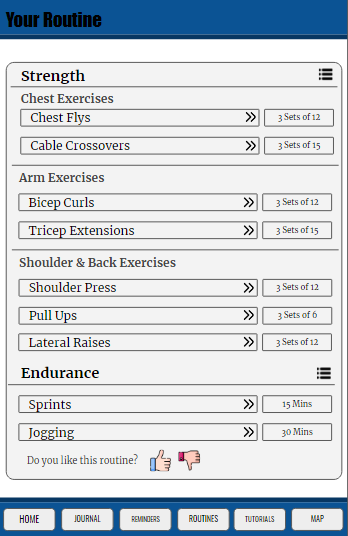 Your Routine
Strength
Chest Exercises
Chest Flys 3 Sets of 12
Cable Crossovers 3 Sets of 15
Arm Exercises
Bicep Curls 3 Sets of 12
Tricep Extensions 3 Sets of 15
Shoulder & Back Exercises
Shoulder Press 3 Sets of 12
Pull Ups 3 Sets of 6
Lateral Raises 3 Sets of 12
Endurance
Sprints 15 Mins
Jogging 30 Mins
Do you like this routine?
HOME JOURNAL REMINDERS ROUTINES TUTORIALS MAP